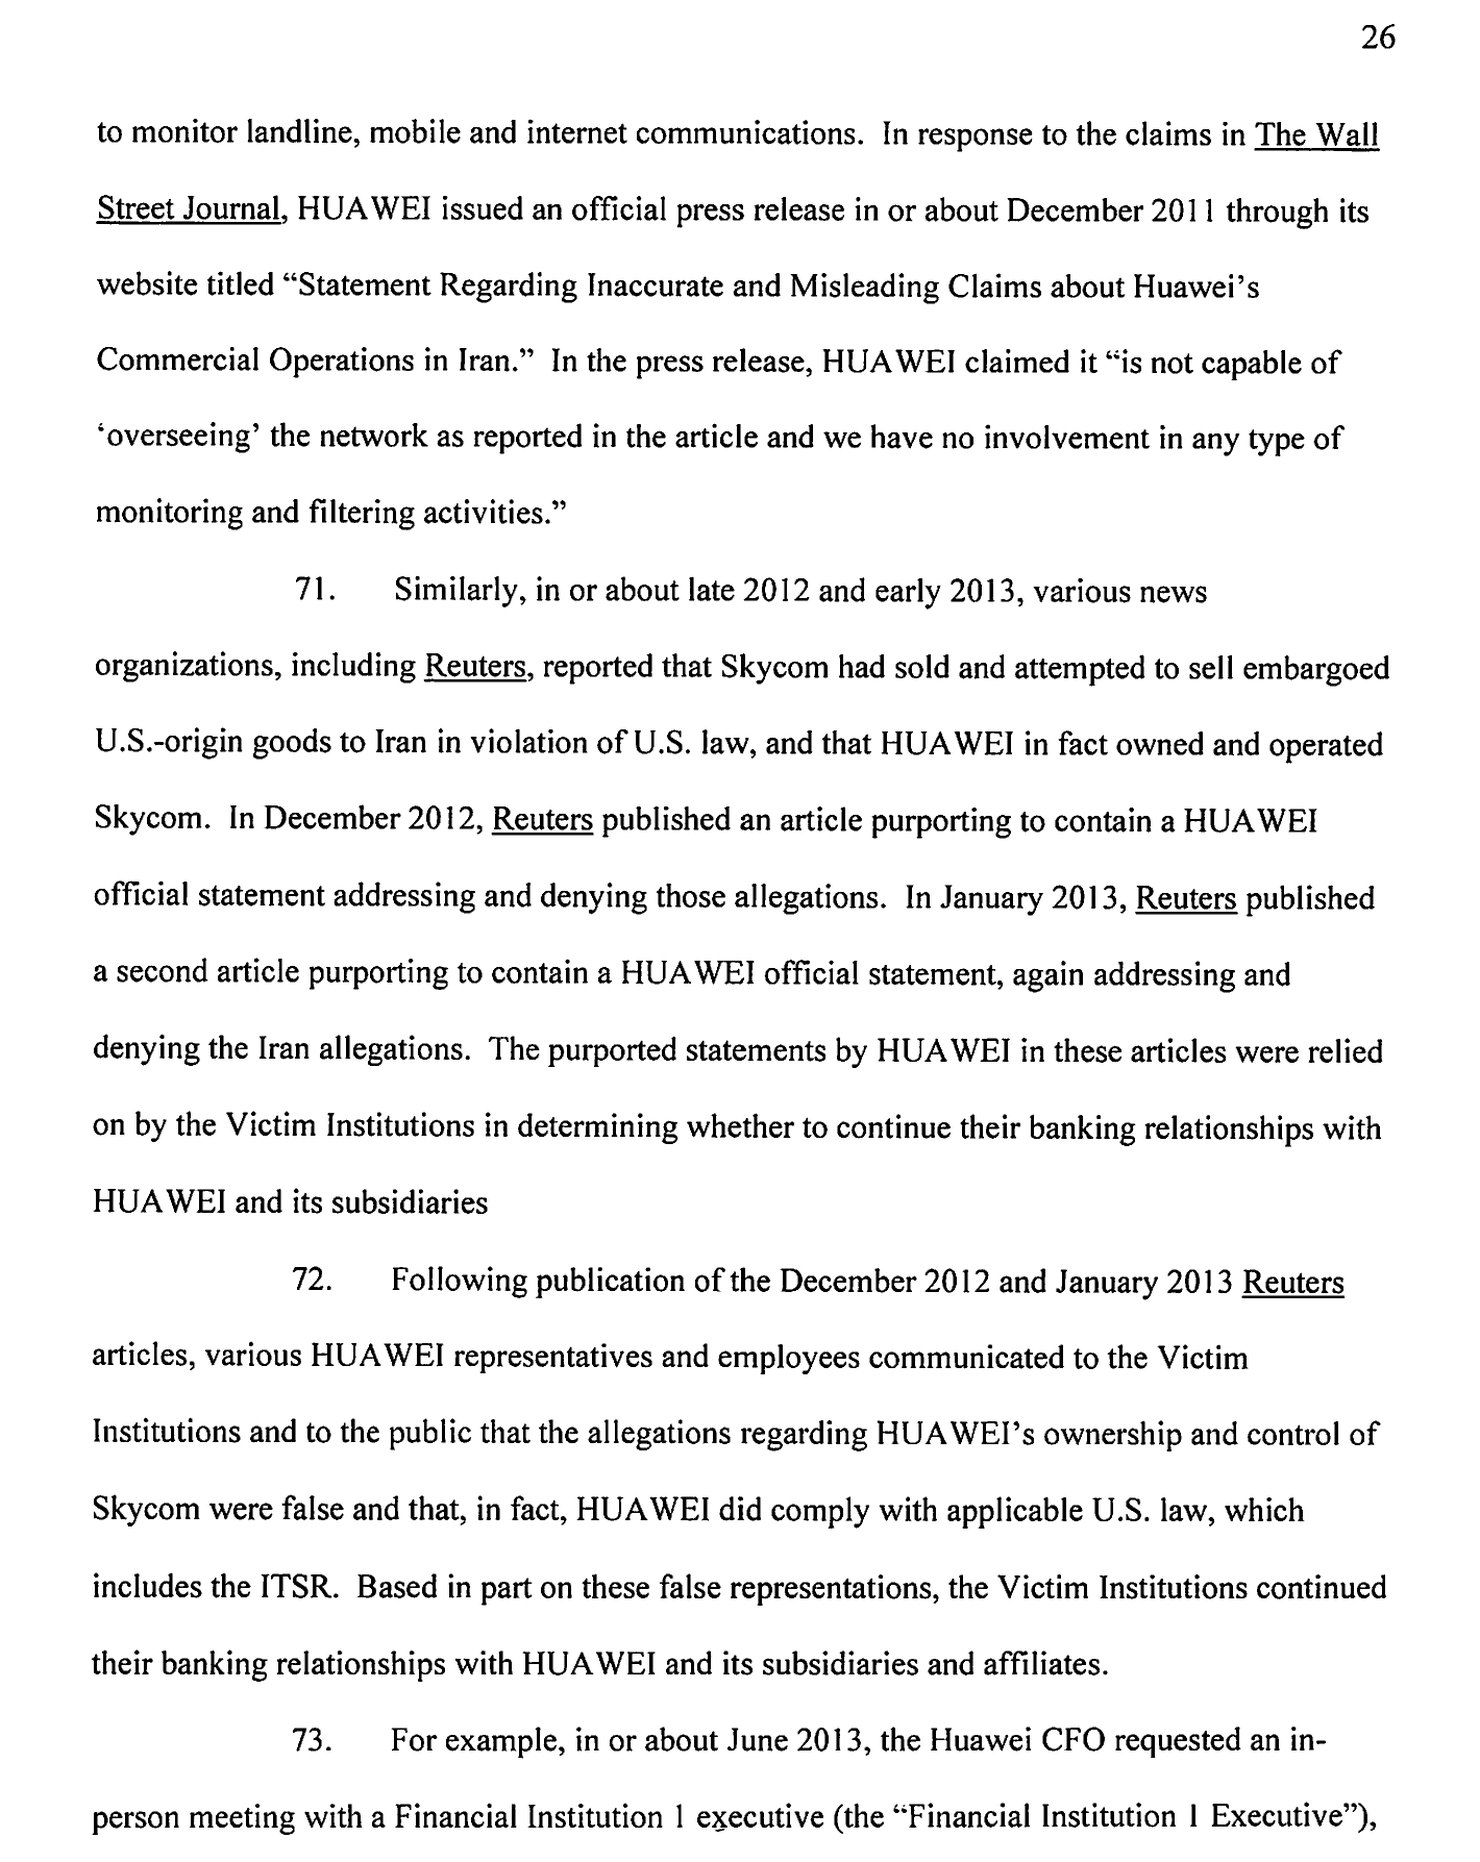 26
to monitor landline, mobile and internet communications. In response to the claims in The Wall
Street Journal, HUAWEI issued an official press release in or about December 2011 through its
website titled “Statement Regarding Inaccurate and Misleading Claims about Huawei’s
Commercial Operations in Iran.” In the press release, HUAWEI claimed it “is not capable of
‘overseeing’ the network as reported in the article and we have no involvement in any type of
monitoring and filtering activities.”
71. Similarly, in or about late 2012 and early 2013, various news
organizations, including Reuters, reported that Skycom had sold and attempted to sell embargoed
U.S.-origin goods to Iran in violation of U.S. law, and that HUAWEI in fact owned and operated
Skycom. In December 2012, Reuters published an article purporting to contain a HUAWEI
official statement addressing and denying those allegations. In January 2013, Reuters published
a second article purporting to contain a HUAWEI official statement, again addressing and
denying the Iran allegations. The purported statements by HUAWEI in these articles were relied
on by the Victim Institutions in determining whether to continue their banking relationships with
HUAWEI and its subsidiaries
72. Following publication of the December 2012 and January 2013 Reuters
articles, various HUAWEI representatives and employees communicated to the Victim
Institutions and to the public that the allegations regarding HUAWEI’s ownership and control of
Skycom were false and that, in fact, HUAWEI did comply with applicable U.S. law, which
includes the ITSR. Based in part on these false representations, the Victim Institutions continued
their banking relationships with HUAWEI and its subsidiaries and affiliates.
73. For example, in or about June 2013, the Huawei CFO requested an in-
person meeting with a Financial Institution 1 executive (the “Financial Institution 1 Executive”),